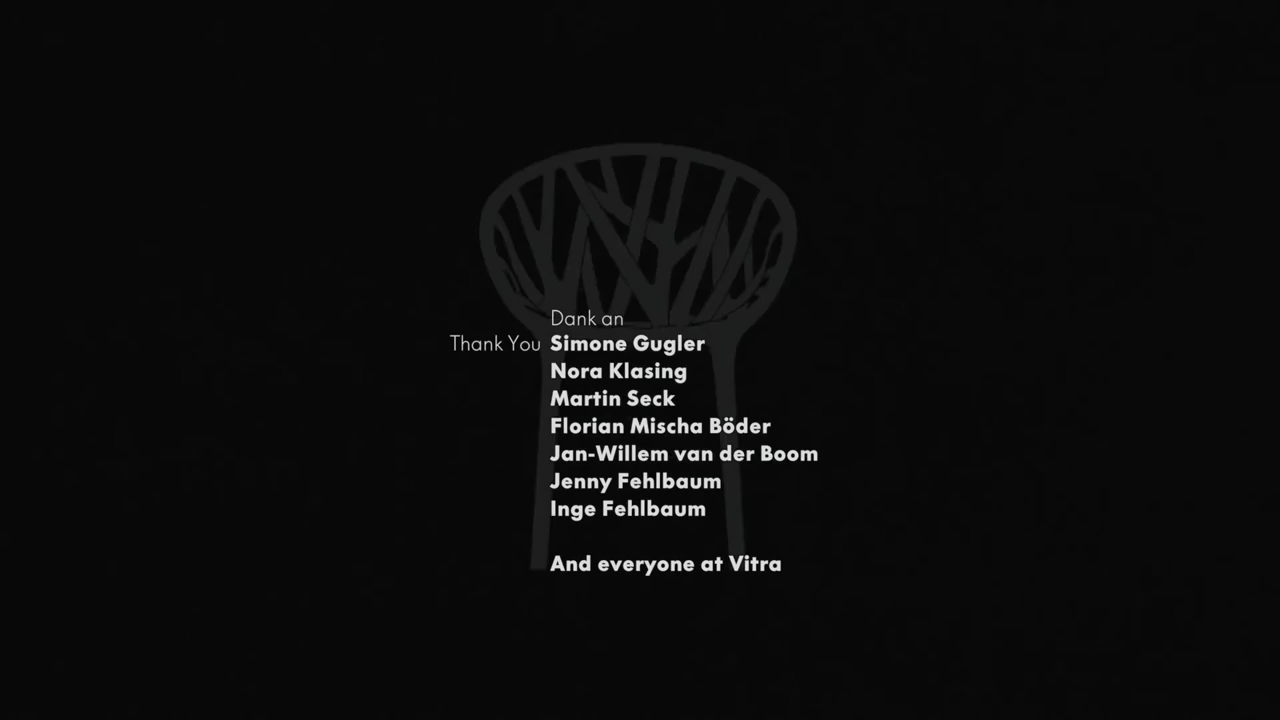 Dank an
Thank You Simone Gugler
Nora Klasing
Martin Seck
Florian Mischa Böder
Jan-Willem van der Boom
Jenny Fehlbaum
Inge Fehlbaum
And everyone at Vitra